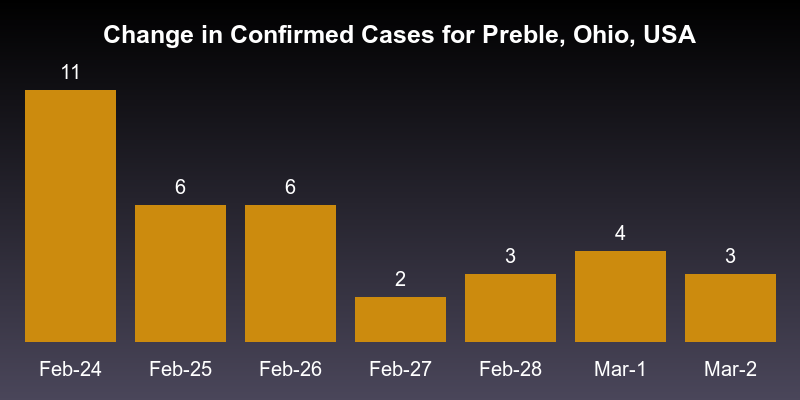 Change in Confirmed Cases for Preble, Ohio, USA
11
6
6
2
3
4
3
Feb-24
Feb-25
Feb-26
Feb-27
Feb-28
Mar-1
Mar-2